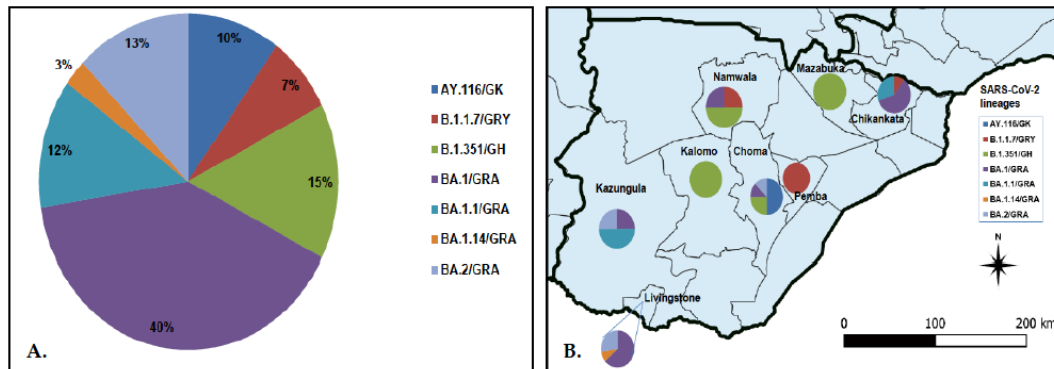 13%
10%
3%
7%
12%
15%
40%
AY.116/GK
B.1.1.7/GRY
B.1.351/GH
BA.1/GRA
BA.1.1/GRA
BA.1.14/GRA
BA.2/GRA
A.
Namwala
Mazabuka
Chikankata
Kalomo
Choma
Pemba
Kazungula
Livingstone
SARS-CoV-2
lineages
AY.116/GK
B.1.1.7/GRY
B.1.351/GH
BA.1/GRA
BA.1.1/GRA
BA.1.14/GRA
BA.2/GRA
N
0 100 200 km
B.